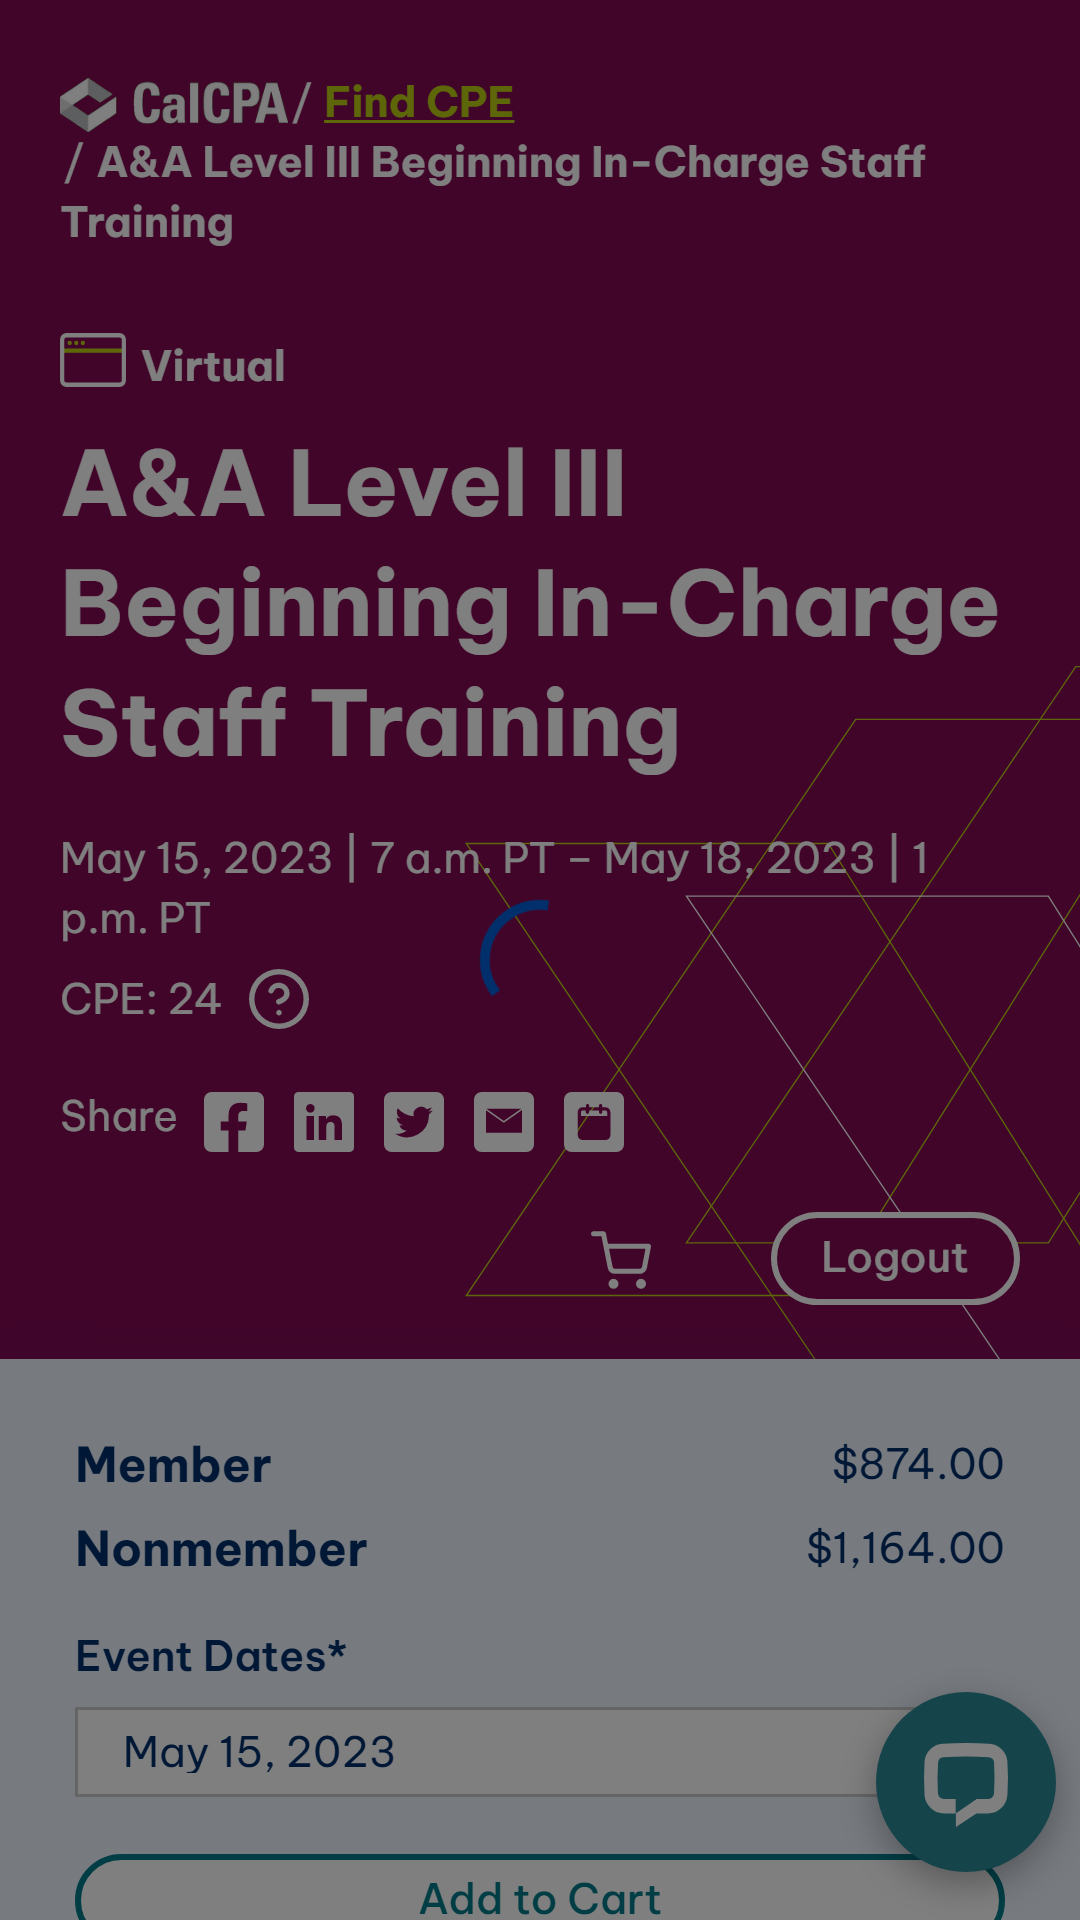 CalCPA / Find CPE
/ A&A Level III Beginning In-Charge Staff
Training
Virtual
A&A Level III
Beginning In-Charge
Staff Training
May 15, 2023 | 7 a.m. PT – May 18, 2023 | 1
p.m. PT
CPE: 24
Share
Logout
Member $874.00
Nonmember $1,164.00
Event Dates*
May 15, 2023
Add to Cart